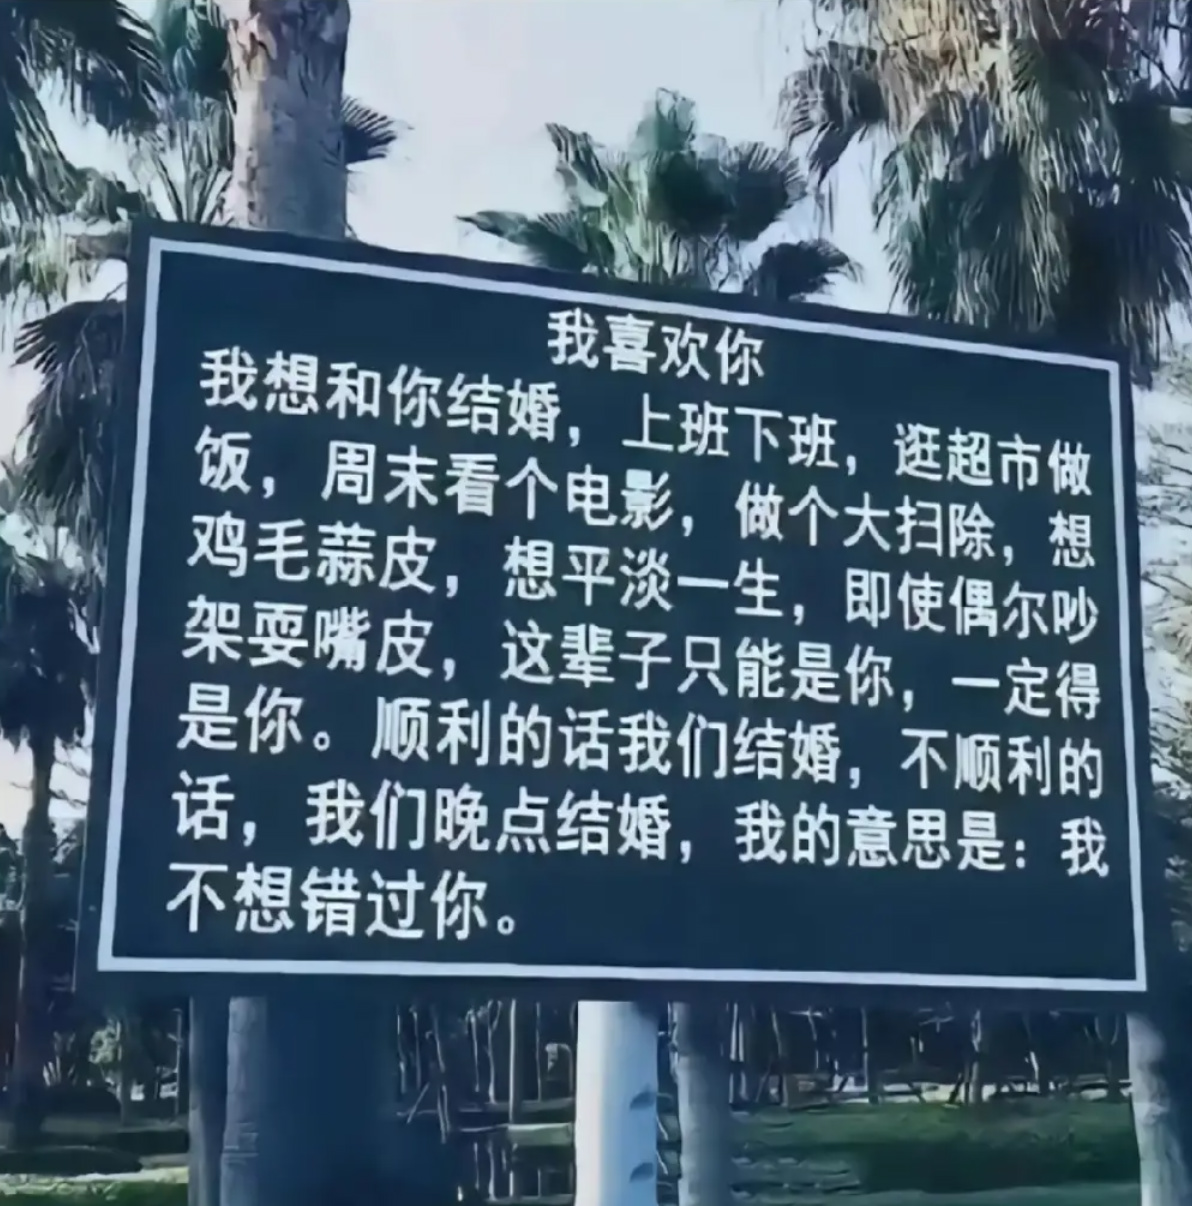 我喜欢你
我想和你结婚，上班下班，逛超市做
饭，周末看个电影，做个大扫除，想
鸡毛蒜皮，想平淡一生，即使偶尔吵
架耍嘴皮，这辈子只能是你，一定得
是你。顺利的话我们结婚，不顺利的
话，我们晚点结婚，我的意思是：我
不想错过你。